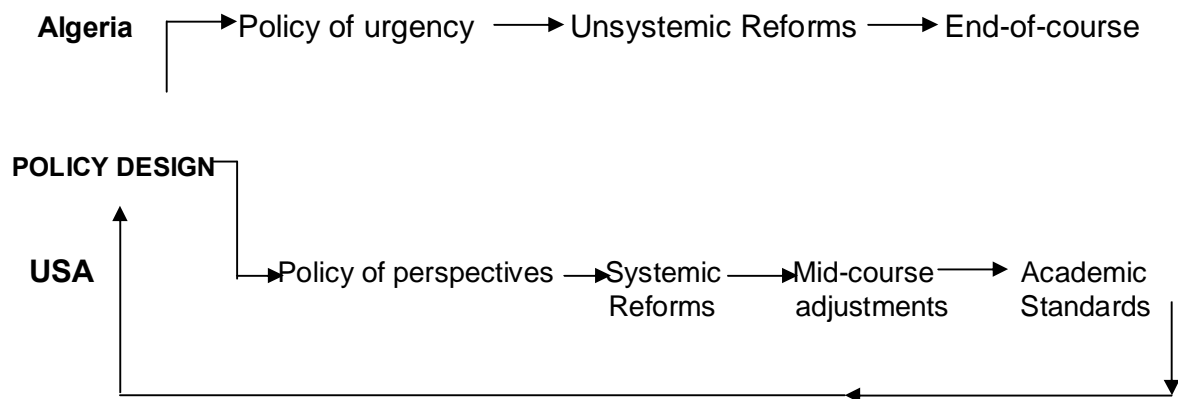 Algeria Policy of urgency Unsystemic Reforms End-of-course
POLICY DESIGN
USA Policy of perspectives Systemic Mid-course Academic
Reforms adjustments Standards